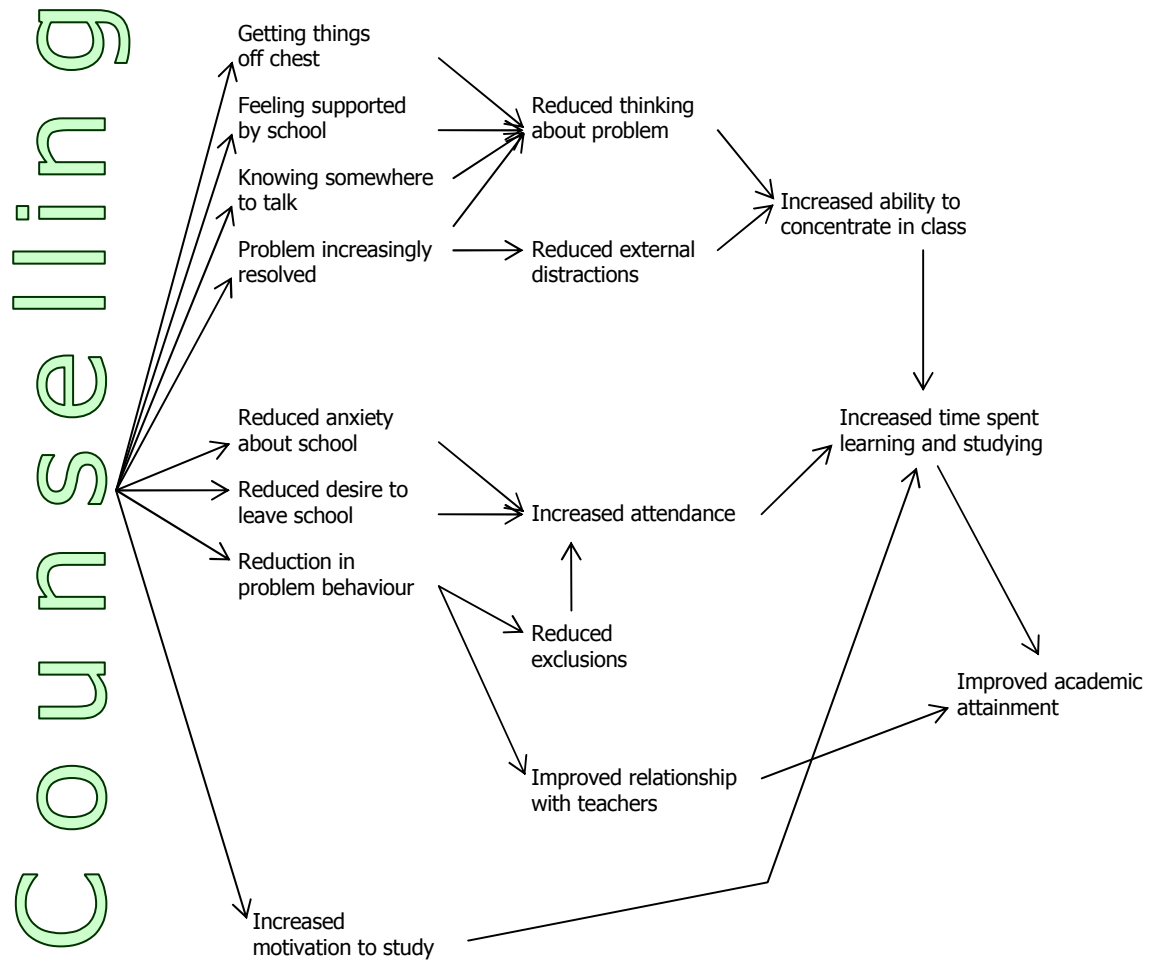 Counselling
Getting things
off chest
Feeling supported
by school
Knowing somewhere
to talk
Problem increasingly
resolved
Reduced anxiety
about school
Reduced desire to
leave school
Reduction in
problem behaviour
Increased
motivation to study
Reduced thinking
about problem
Reduced external
distractions
Increased attendance
Reduced
exclusions
Improved relationship
with teachers
Increased ability to
concentrate in class
Increased time spent
learning and studying
Improved academic
attainment